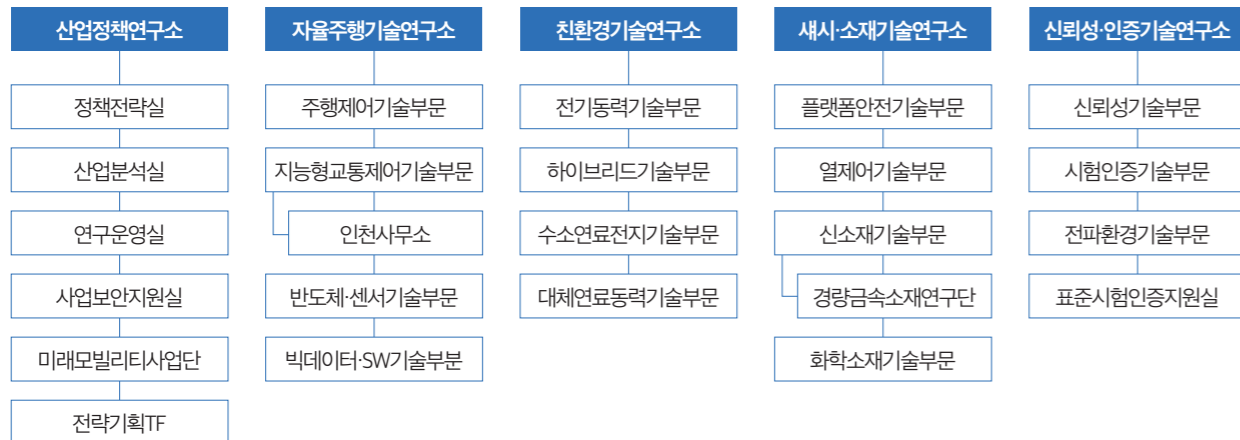 산업정책연구소
정책전략실
산업분석실
연구운영실
사업보안지원실
미래모빌리티사업단
전략기획TF
자율주행기술연구소
주행제어기술부문
지능형교통제어기술부문
인천사무소
반도체·센서기술부문
빅데이터·SW기술부분
친환경기술연구소
전기동력기술부문
하이브리드기술부문
수소연료전지기술부문
대체연료동력기술부문
섀시·소재기술연구소
플랫폼안전기술부문
열제어기술부문
신소재기술부문
경량금속소재연구단
화학소재기술부문
신뢰성·인증기술연구소
신뢰성기술부문
시험인증기술부문
전파환경기술부문
표준시험인증지원실